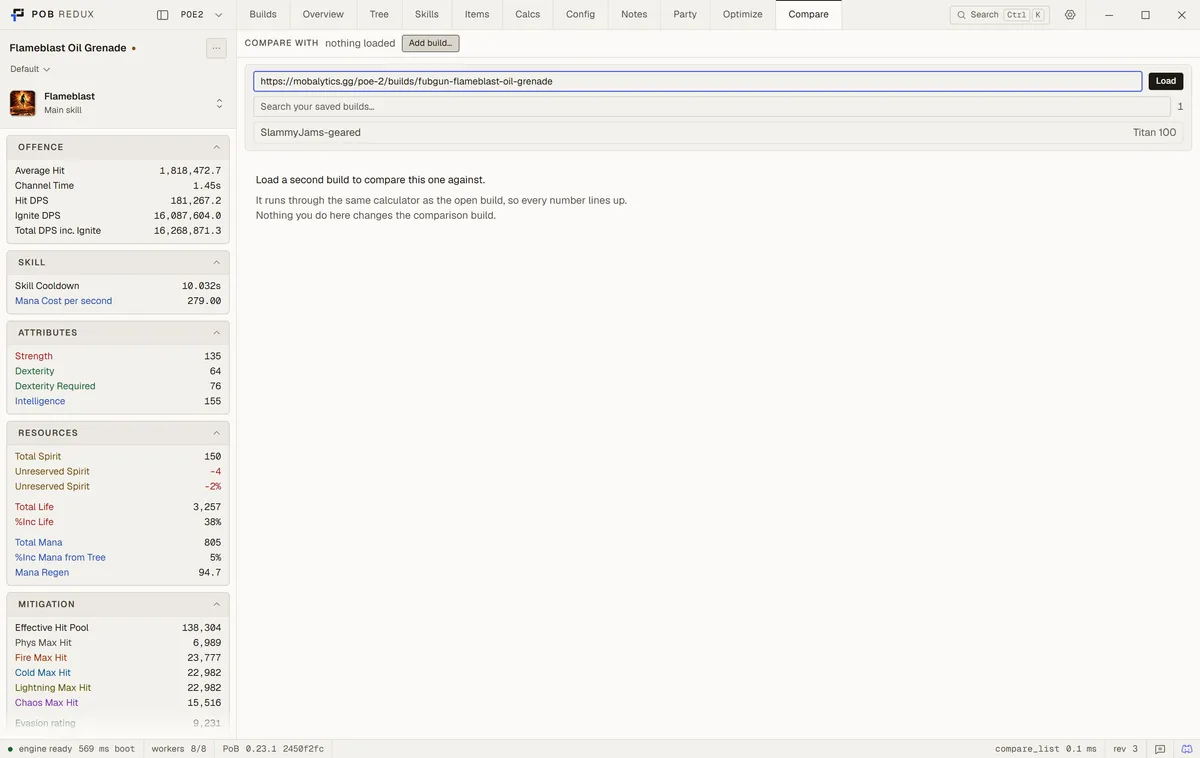 POB REDUX
POE2
Builds
Overview
Tree
Skills
Items
Calcs
Config
Notes
Party
Optimize
Compare
Search Ctrl K
Flameblast Oil Grenade
Default
Flameblast
Main skill
OFFENCE
Average Hit 1,818,472.7
Channel Time 1.45s
Hit DPS 181,267.2
Ignite DPS 16,087,604.0
Total DPS inc. Ignite 16,268,871.3
SKILL
Skill Cooldown 10.032s
Mana Cost per second 279.00
ATTRIBUTES
Strength 135
Dexterity 64
Dexterity Required 76
Intelligence 155
RESOURCES
Total Spirit 150
Unreserved Spirit -4
Unreserved Spirit -2%
Total Life 3,257
%Inc Life 38%
Total Mana 805
%Inc Mana from Tree 5%
Mana Regen 94.7
MITIGATION
Effective Hit Pool 138,304
Phys Max Hit 6,989
Fire Max Hit 23,777
Cold Max Hit 22,982
Lightning Max Hit 22,982
Chaos Max Hit 15,516
Evasion rating 9,231
COMPARE WITH nothing loaded Add build…
https://mobalytics.gg/poe-2/builds/fubgun-flameblast-oil-grenade Load
Search your saved builds… 1
SlammyJams-geared Titan 100
Load a second build to compare this one against.
It runs through the same calculator as the open build, so every number lines up.
Nothing you do here changes the comparison build.
engine ready 569 ms boot workers 8/8 PoB 0.23.1 2450f2fc compare_list 0.1 ms rev 3